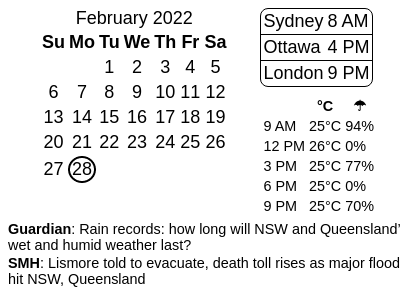 February 2022
Su Mo Tu We Th Fr Sa
1 2 3 4 5
6 7 8 9 10 11 12
13 14 15 16 17 18 19
20 21 22 23 24 25 26
27 28
Sydney 8 AM
Ottawa 4 PM
London 9 PM
°C ☂
9 AM 25°C 94%
12 PM 26°C 0%
3 PM 25°C 77%
6 PM 25°C 0%
9 PM 25°C 70%
Guardian: Rain records: how long will NSW and Queensland'
wet and humid weather last?
SMH: Lismore told to evacuate, death toll rises as major flood
hit NSW, Queensland